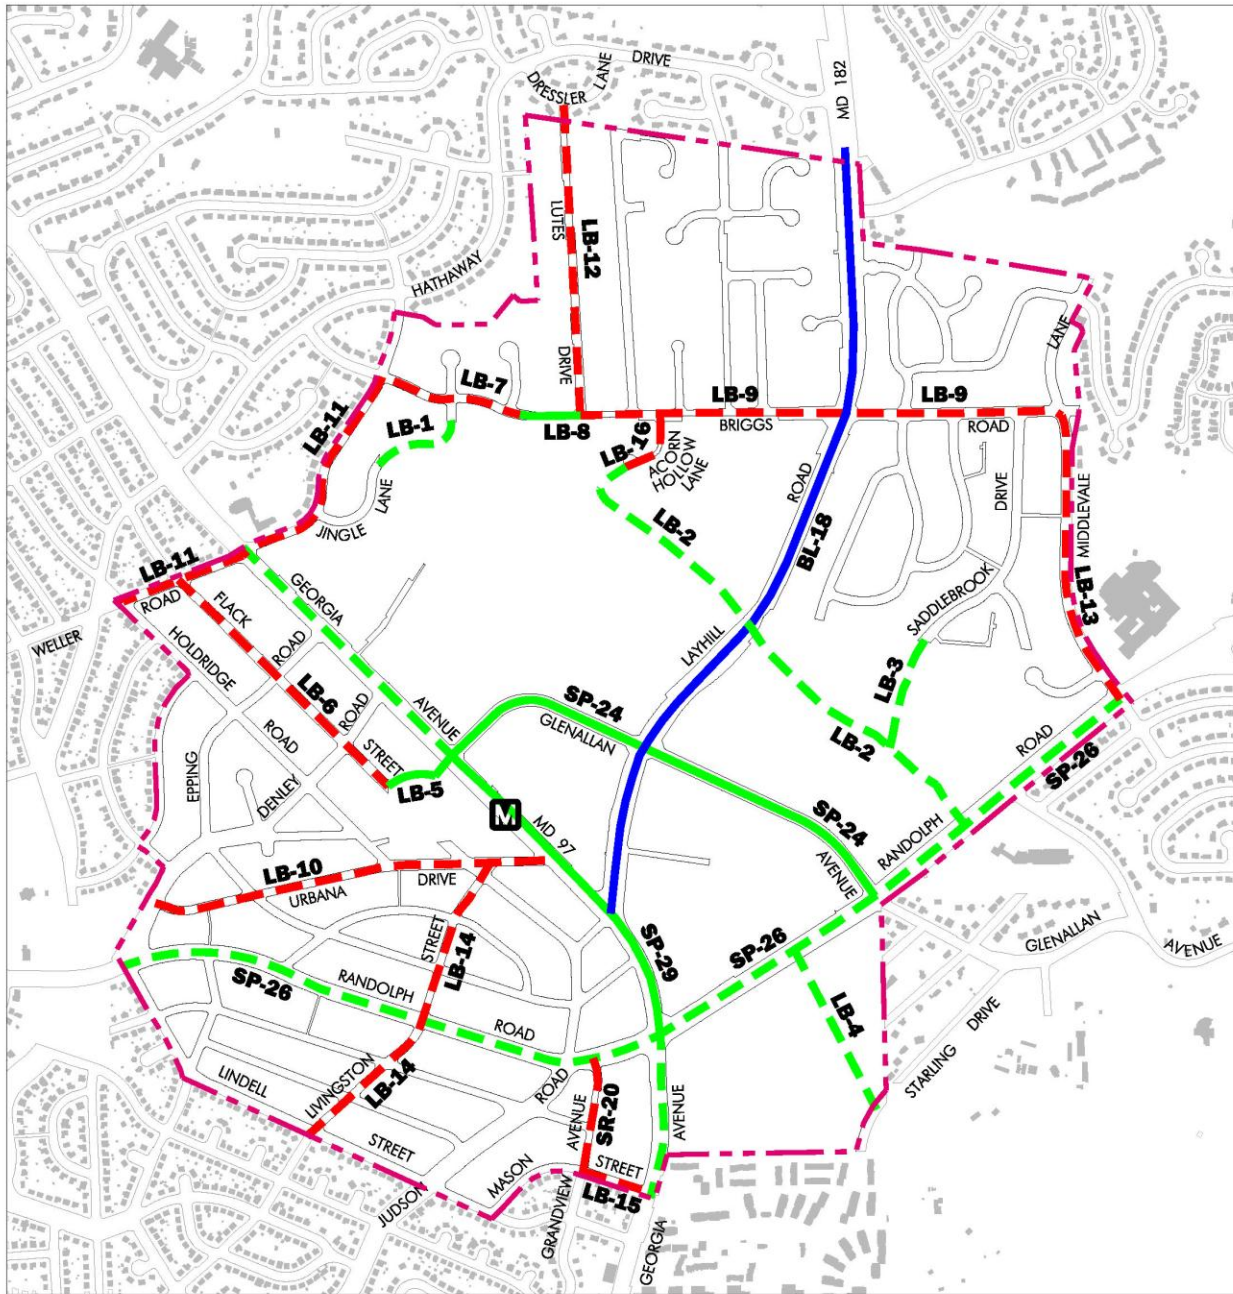 DRIVE
LANE
DRESSLER
MD 182
LUTES
LB-12
HATHAWAY
LANE
DRIVE
LB-7
LB-11
LB-1
LB-8
LB-9
LB-9
BRIGGS
ROAD
LB-16
ACORN
HOLLOW
LANE
LANE
JINGLE
ROAD
DRIVE
MIDDLEVALE
LB-2
BL-18
LB-11
ROAD
FLACK
GEORGIA
SADDLEBROOK
LB-13
WELLER
HOLDRIDGE
ROAD
LAYHILL
LB-3
LB-6
ROAD
AVENUE
SP-24
GLENALLAN
LB-2
ROAD
ROAD
STREET
SP-26
EPPING
DENLEY
LB-5
M
MD 97
SP-24
AVENUE
RANDOLPH
LB-10
URBANA
DRIVE
STREET
LB-14
SP-29
SP-26
GLENALLAN
AVENUE
SP-26
RANDOLPH
ROAD
LB-4
STARLING DRIVE
LINDELL
LIVINGSTON
LB-14
ROAD
AVENUE
SR-20
AVENUE
STREET
MASON
STREET
LB-15
JUDSON
GRANDVIEW
GEORGIA